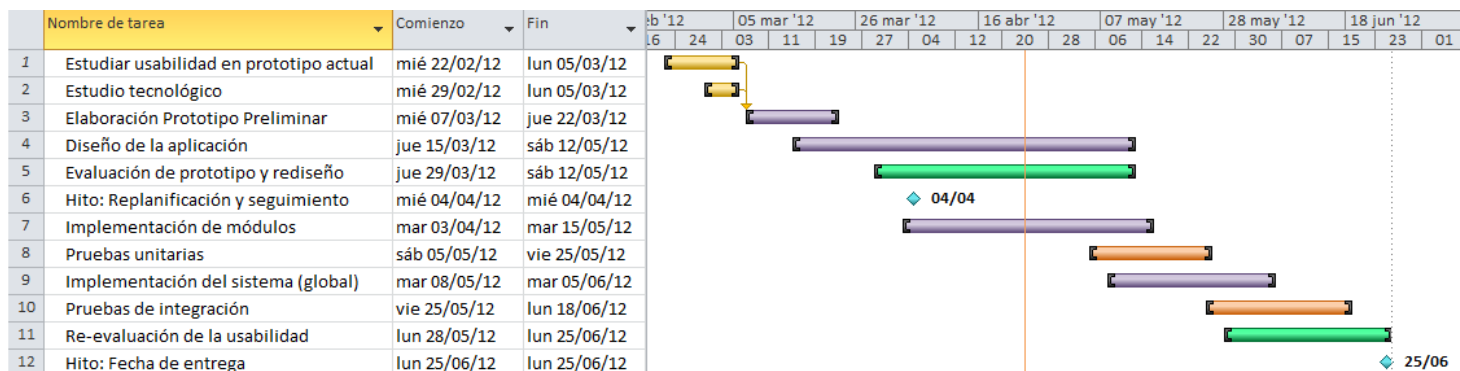 Nombre de tarea Comienzo Fin eb '12 05 mar '12 26 mar '12 16 abr '12 07 may '12 28 may '12 18 jun '12
16 24 03 11 19 27 04 12 20 28 06 14 22 30 07 15 23 01
1 Estudiar usabilidad en prototipo actual mié 22/02/12 lun 05/03/12
2 Estudio tecnológico mié 29/02/12 lun 05/03/12
3 Elaboración Prototipo Preliminar mié 07/03/12 jue 22/03/12
4 Diseño de la aplicación jue 15/03/12 sáb 12/05/12
5 Evaluación de prototipo y rediseño jue 29/03/12 sáb 12/05/12
6 Hito: Replanificación y seguimiento mié 04/04/12 mié 04/04/12 04/04
7 Implementación de módulos mar 03/04/12 mar 15/05/12
8 Pruebas unitarias sáb 05/05/12 vie 25/05/12
9 Implementación del sistema (global) mar 08/05/12 mar 05/06/12
10 Pruebas de integración vie 25/05/12 lun 18/06/12
11 Re-evaluación de la usabilidad lun 28/05/12 lun 25/06/12
12 Hito: Fecha de entrega lun 25/06/12 lun 25/06/12 25/06